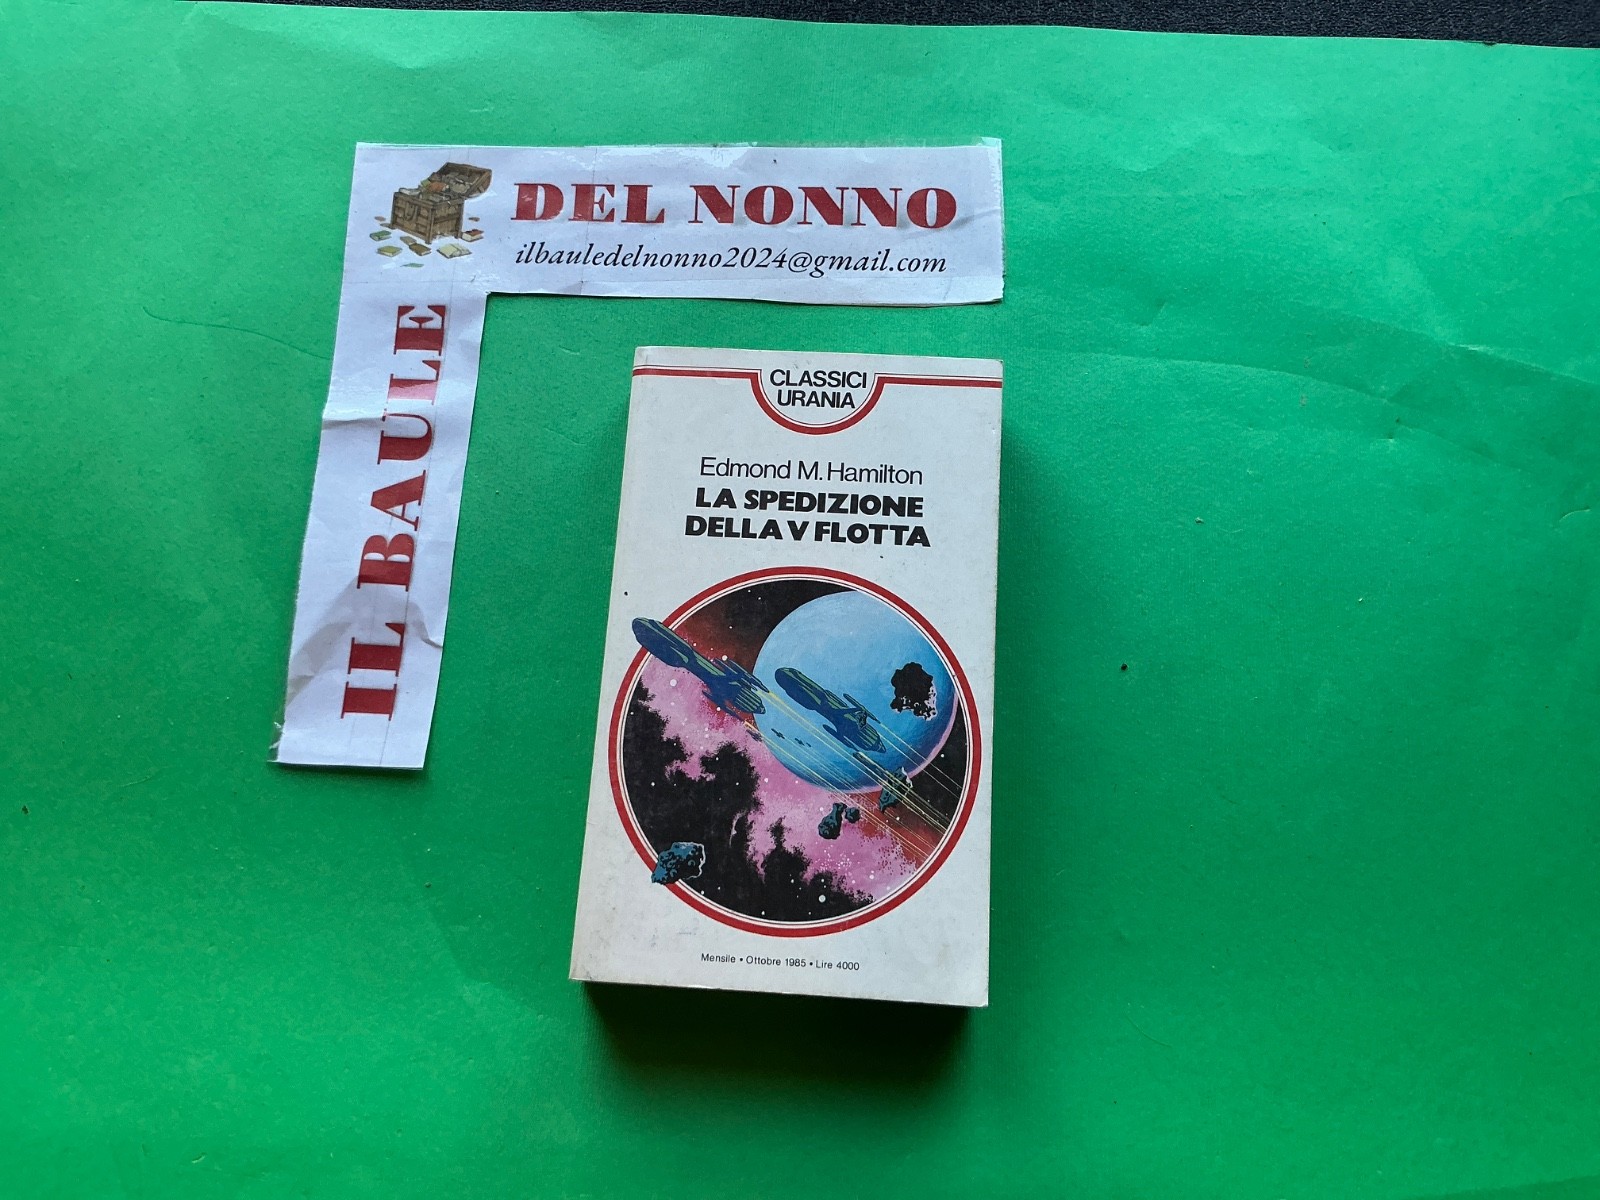 IL BAULE
DEL NONNO
ilbauledelnonno2024@gmail.com
CLASSICI
URANIA
Edmond M. Hamilton
LA SPEDIZIONE
DELLA V FLOTTA
Mensile • Ottobre 1985 • Lire 4000